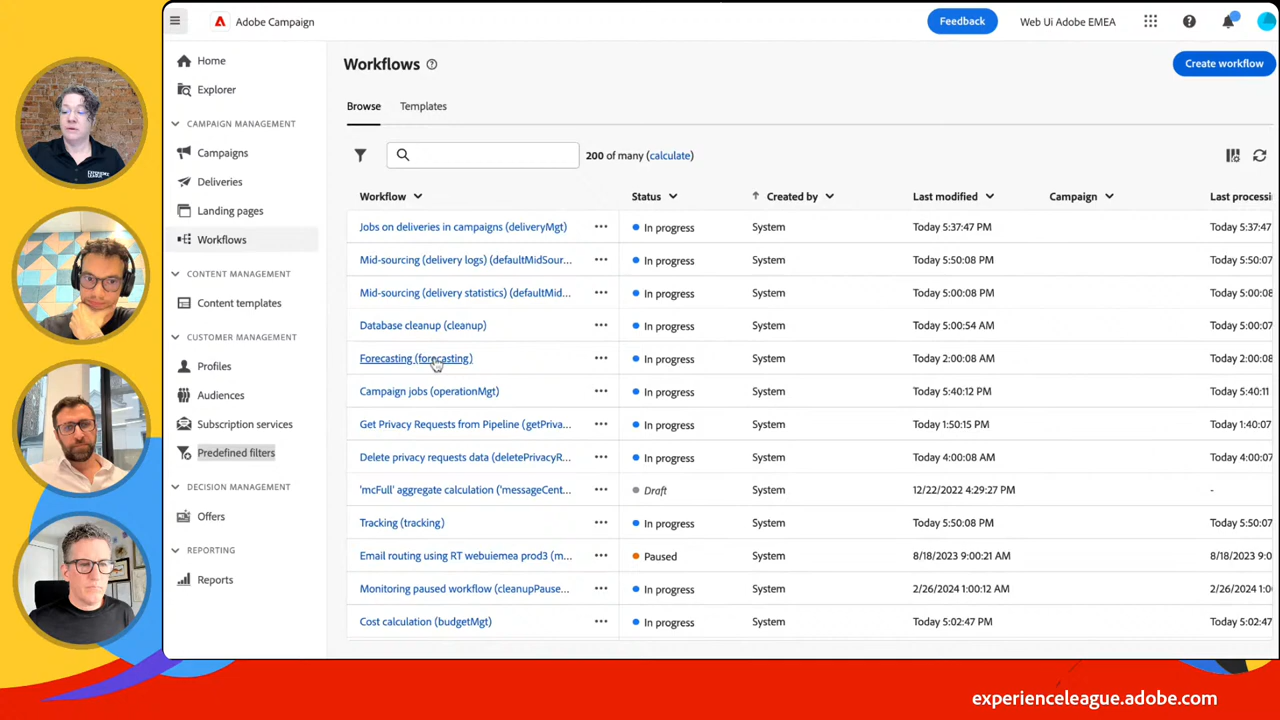 Adobe Campaign
Feedback
Web Ui Adobe EMEA
Home
Explorer
CAMPAIGN MANAGEMENT
Campaigns
Deliveries
Landing pages
Workflows
CONTENT MANAGEMENT
Content templates
CUSTOMER MANAGEMENT
Profiles
Audiences
Subscription services
Predefined filters
DECISION MANAGEMENT
Offers
REPORTING
Reports
Workflows
Create workflow
Browse Templates
200 of many (calculate)
Workflow Status Created by Last modified Campaign Last processi
Jobs on deliveries in campaigns (deliveryMgt) ••• In progress System Today 5:37:47 PM Today 5:37:47
Mid-sourcing (delivery logs) (defaultMidSour... ••• In progress System Today 5:50:08 PM Today 5:50:07
Mid-sourcing (delivery statistics) (defaultMid... ••• In progress System Today 5:00:08 PM Today 5:00:08
Database cleanup (cleanup) ••• In progress System Today 5:00:54 AM Today 5:00:07
Forecasting (forecasting) ••• In progress System Today 2:00:08 AM Today 2:00:08
Campaign jobs (operationMgt) ••• In progress System Today 5:40:12 PM Today 5:40:11
Get Privacy Requests from Pipeline (getPriva... ••• In progress System Today 1:50:15 PM Today 1:40:07
Delete privacy requests data (deletePrivacyR... ••• In progress System Today 4:00:08 AM Today 4:00:07
'mcFull' aggregate calculation ('messageCent... ••• Draft System 12/22/2022 4:29:27 PM -
Tracking (tracking) ••• In progress System Today 5:50:08 PM Today 5:50:07
Email routing using RT webuiemea prod3 (m... ••• Paused System 8/18/2023 9:00:21 AM 8/18/2023 9:00
Monitoring paused workflow (cleanupPause... ••• In progress System 2/26/2024 1:00:12 AM 2/26/2024 1:00
Cost calculation (budgetMgt) ••• In progress System Today 5:02:47 PM Today 5:02:47
experienceleague.adobe.com